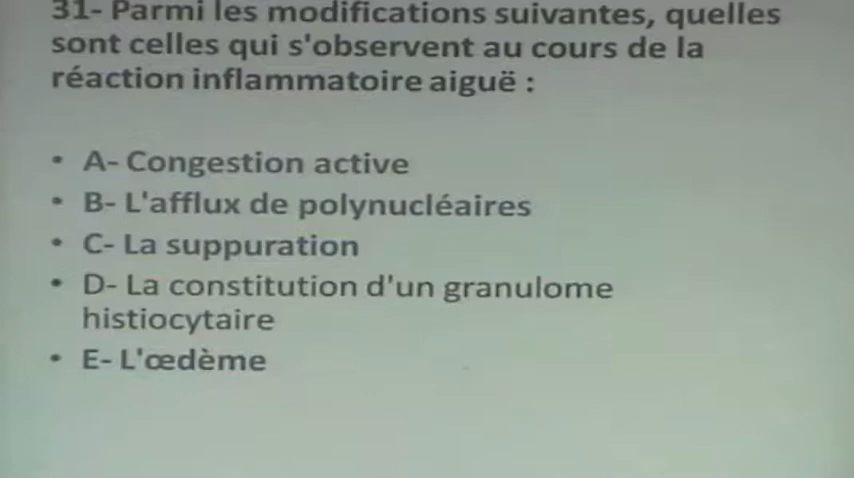 31- Parmi les modifications suivantes, quelles
sont celles qui s'observent au cours de la
réaction inflammatoire aiguë :
• A- Congestion active
• B- L'afflux de polynucléaires
• C- La suppuration
• D- La constitution d'un granulome
histiocytaire
• E- L'œdème